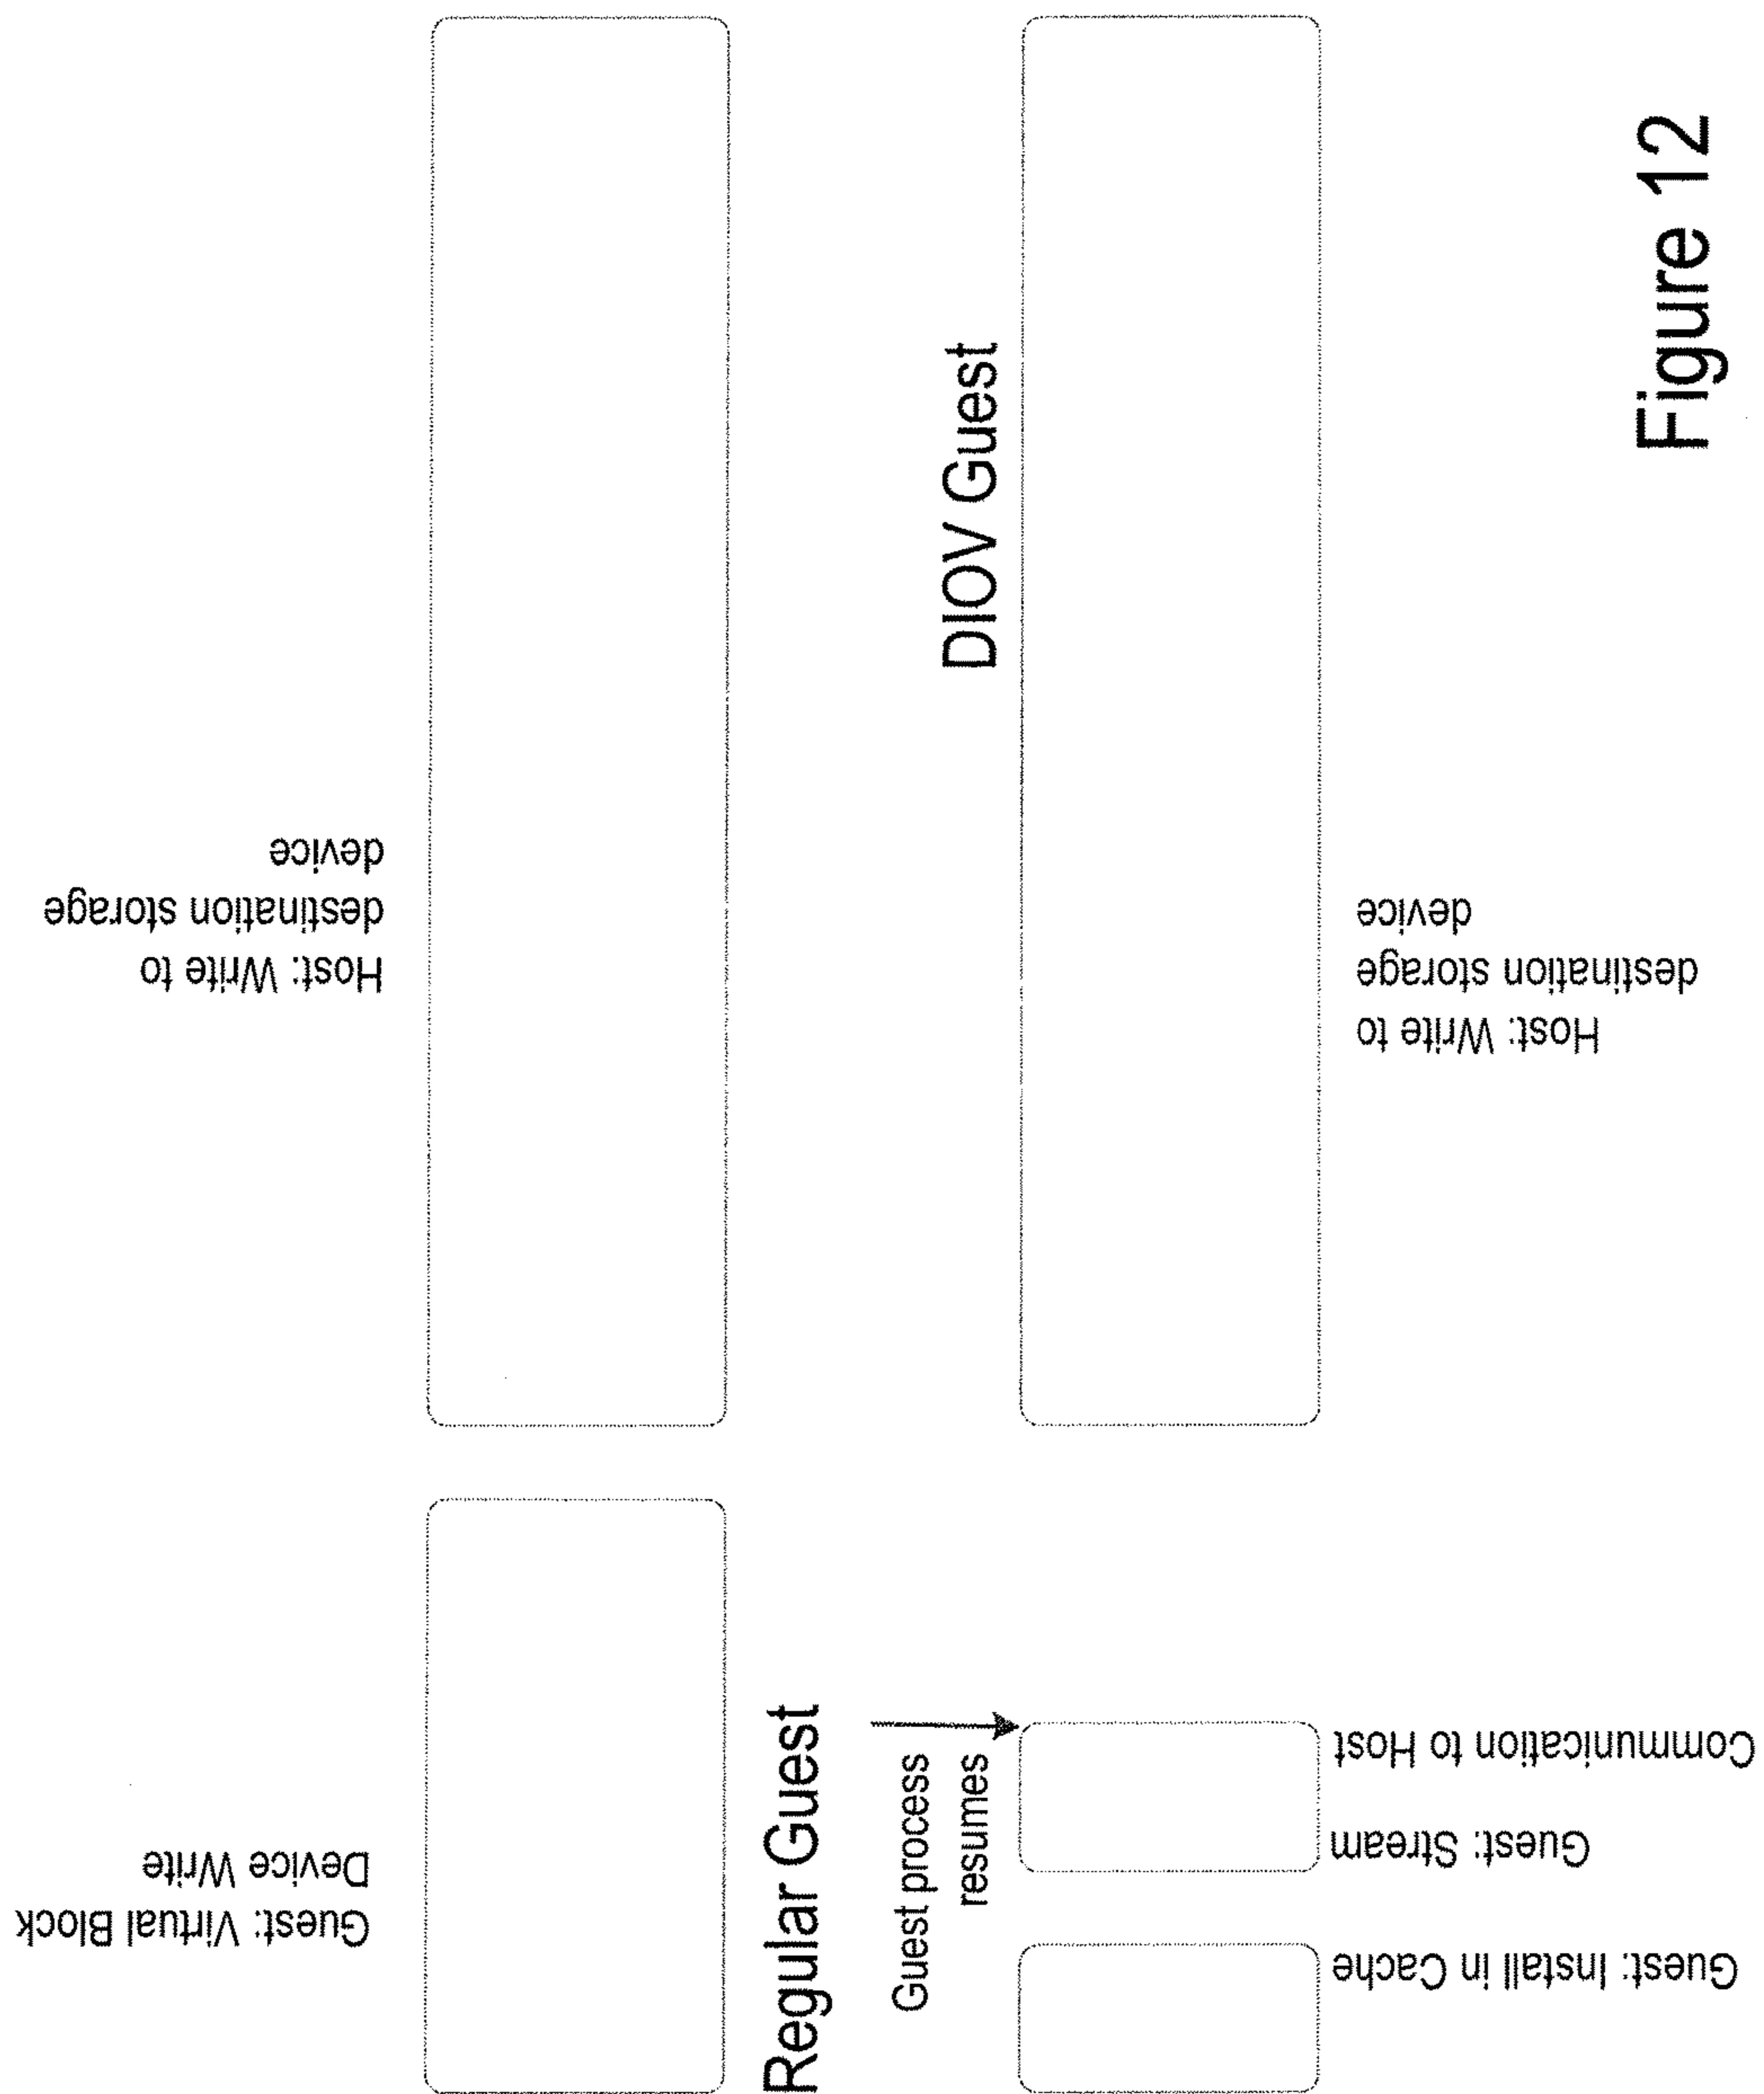 Guest: Virtual Block
Device Write
Host: Write to
destination storage
device
Regular Guest
Guest process
resumes
DIOV Guest
Guest: Install in Cache
Guest: Stream
Communication to Host
Host: Write to
destination storage
device
Figure 12